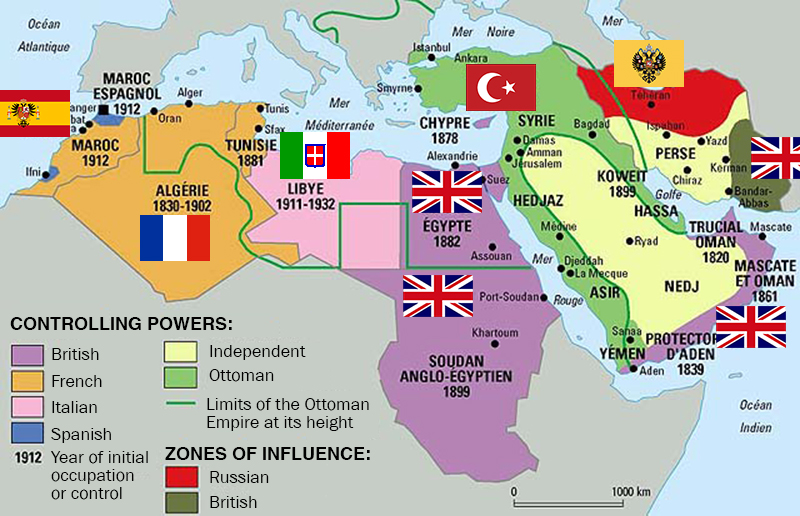 Océan
Atlantique
Mer Noire
Mer
Istanbul
Ankara
Smyrne
MAROC
ESPAGNOL
1912
Alger
Oran
Tunis
Sfax
Mer
Méditerranée
Téhéran
Ispahan
Yazd
Kerman
Chiraz
Bandar-
Abbas
PERSE
Ifni
MAROC
1912
TUNISIE
1881
ALGÉRIE
1830-1902
LIBYE
1911-1932
CHYPRE
1878
SYRIE
Bagdad
Damas
Amman
Jérusalem
Alexandrie
Suez
KOWEIT
1899
Golfe
HEDJAZ
HASSA
ÉGYPTE
1882
Assouan
Médine
Ryad
TRUCIAL
OMAN
1820
Mascate
MASCATE
ET OMAN
1861
Mer
Rouge
Djeddah
La Mecque
ASIR
NEDJ
Port-Soudan
Khartoum
SOUDAN
ANGLO-ÉGYPTIEN
1899
Sanaa
YÉMEN
Aden
PROTECTOR
D'ADEN
1839
Océan
Indien
CONTROLLING POWERS:
British
French
Italian
Spanish
1912 Year of initial
occupation
or control
Independent
Ottoman
Limits of the Ottoman
Empire at its height
ZONES OF INFLUENCE:
Russian
British
0 1000 km